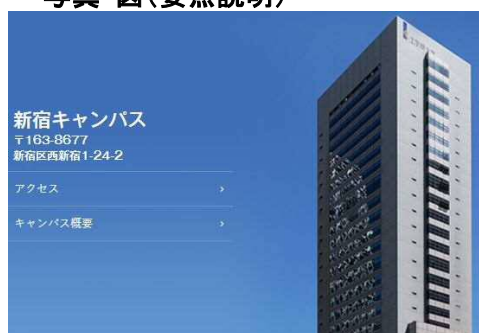 写真・図（要点説明）
新宿キャンパス
〒163-8677
新宿区西新宿1-24-2
アクセス ›
キャンパス概要 ›